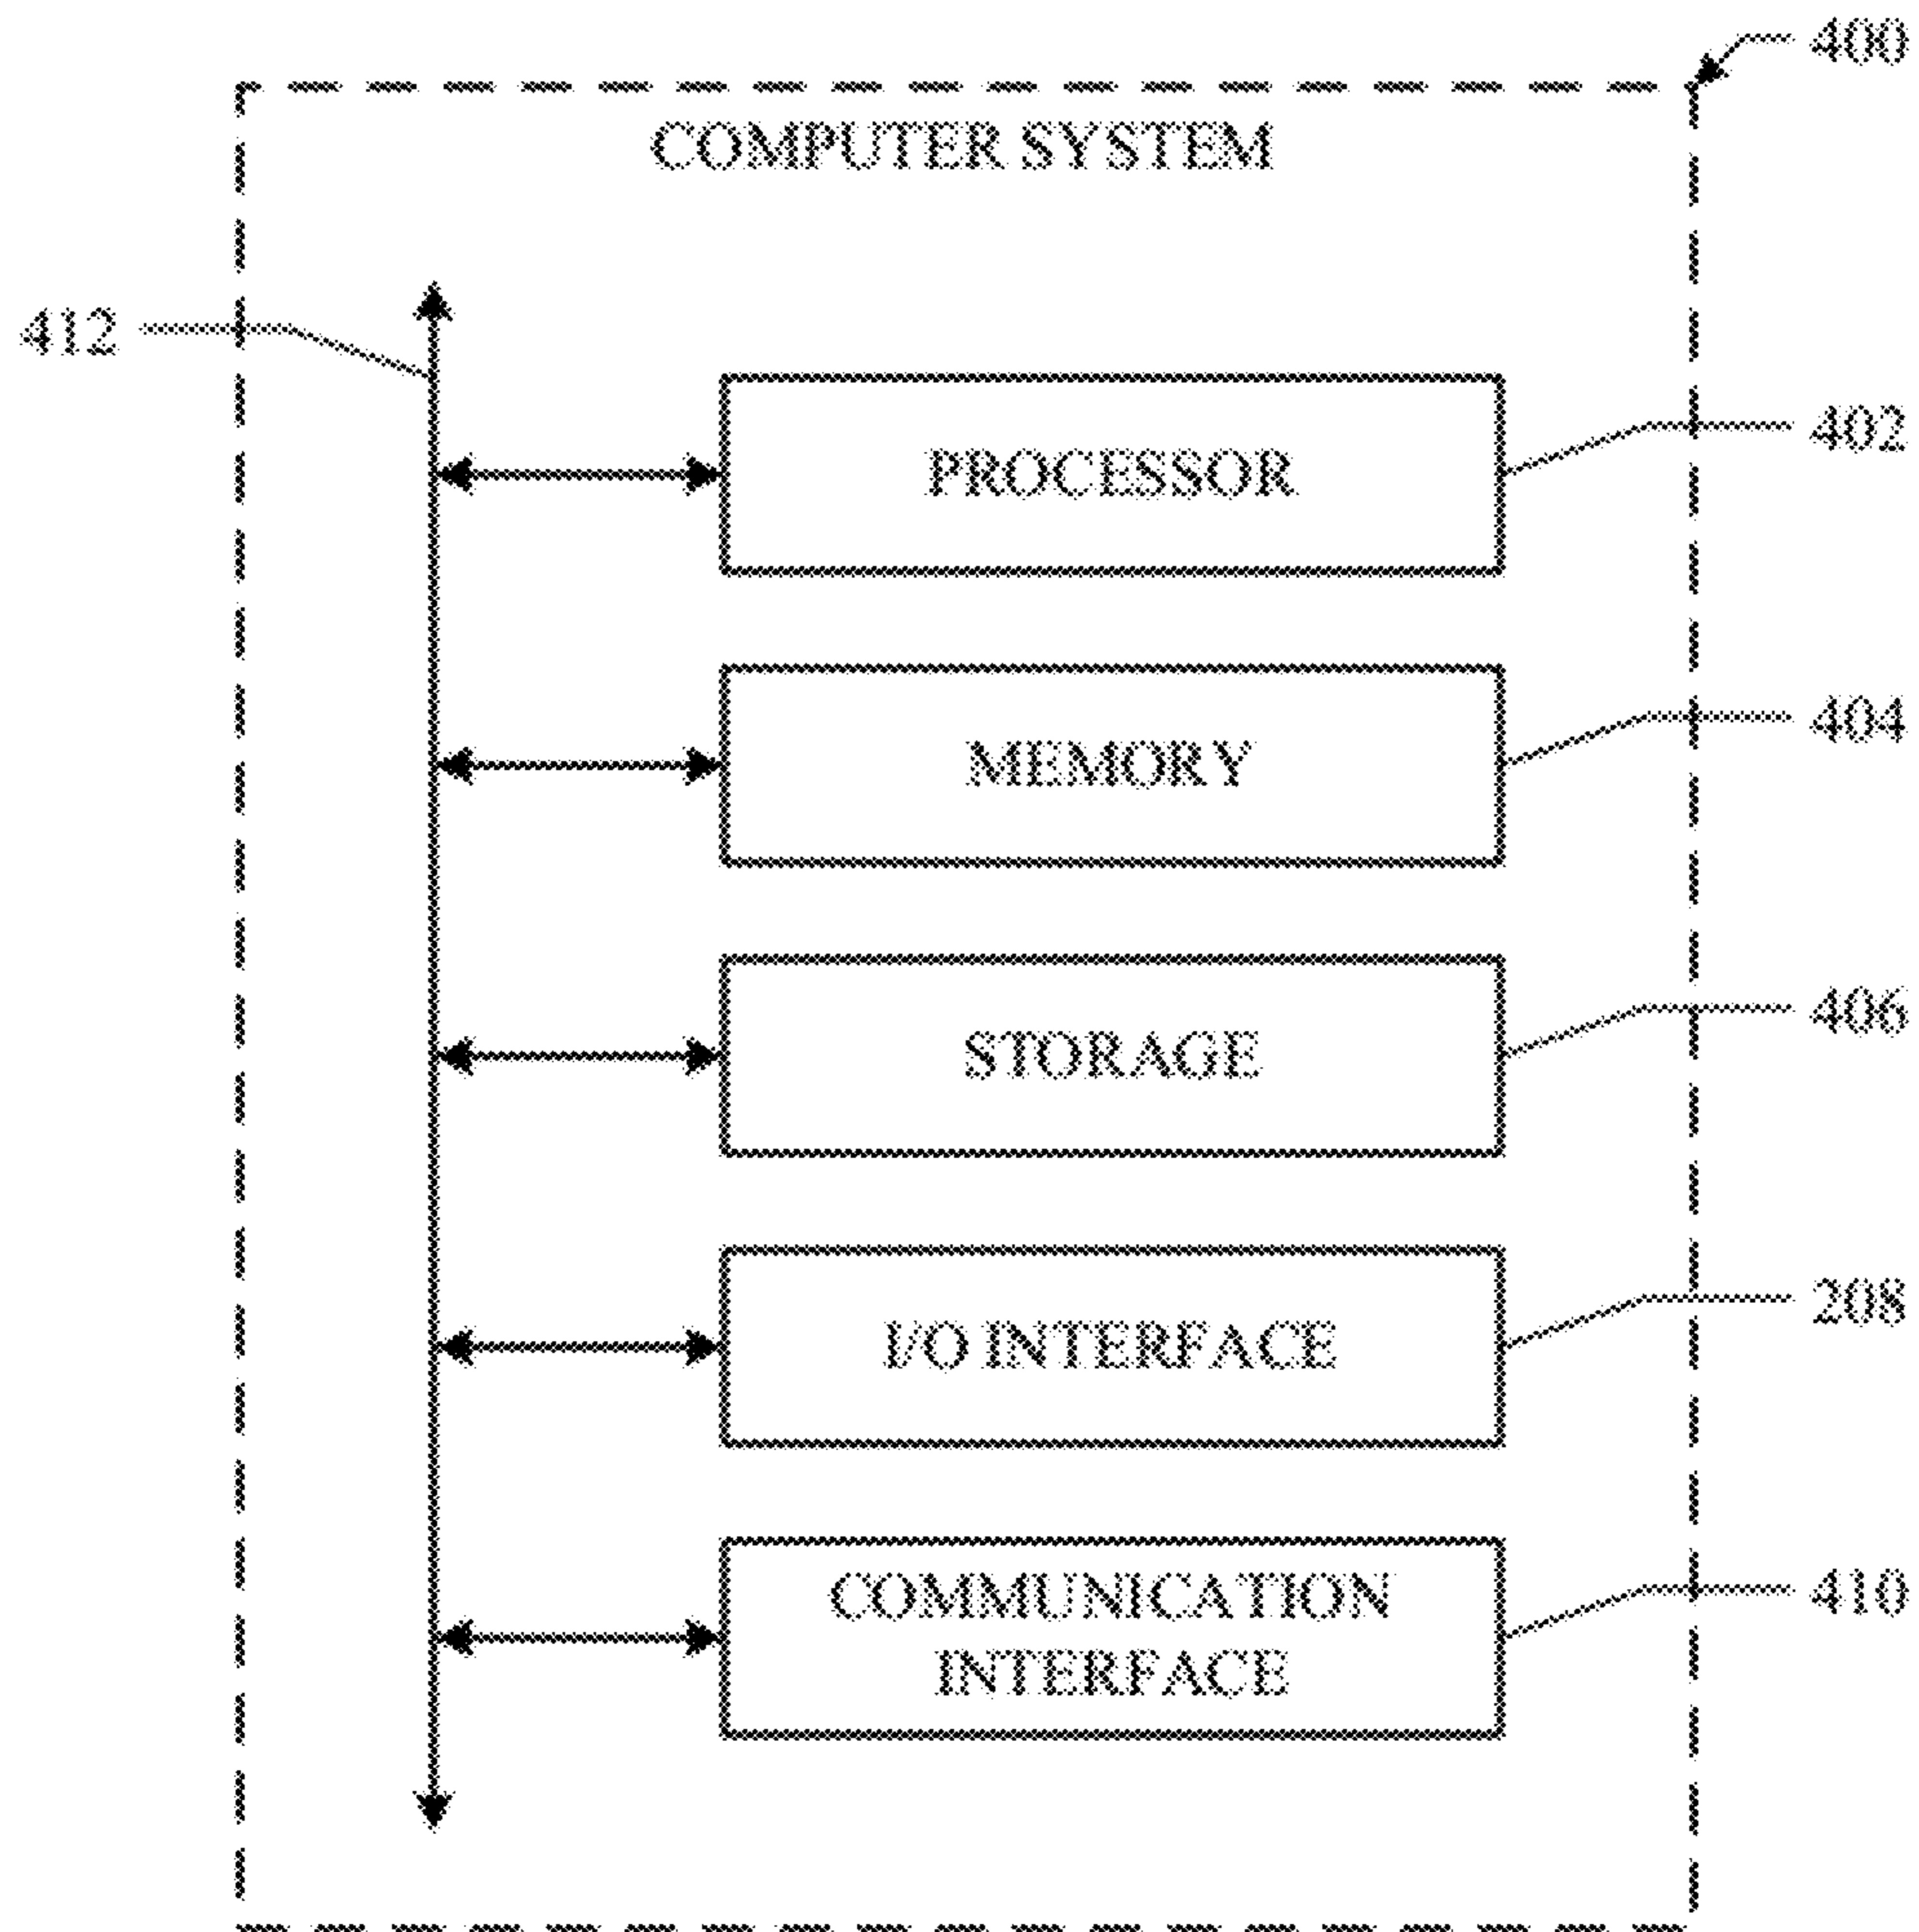 400
COMPUTER SYSTEM
412
PROCESSOR
402
MEMORY
404
STORAGE
406
I/O INTERFACE
208
COMMUNICATION
INTERFACE
410